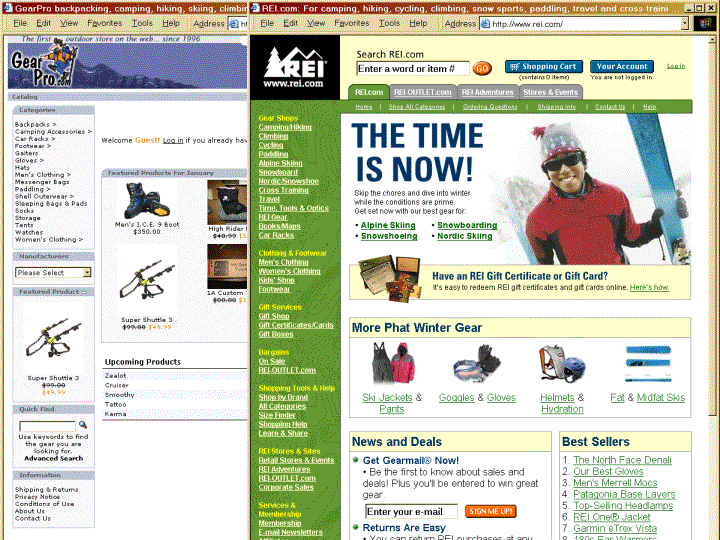 GearPro backpacking, camping, hiking, skiing, climbin
File Edit View Favorites Tools Help Address
The first outdoor store on the web... since 1996
Gear
Pro.com
Catalog
Categories
Backpacks >
Camping Accessories >
Car Racks >
Footwear >
Gaiters
Gloves >
Hats
Men's Clothing >
Messenger Bags
Paddling >
Shell Outerwear >
Sleeping Bags & Pads
Socks
Storage
Tents
Watches
Women's Clothing >
Manufacturers
Please Select
Featured Product
Super Shuttle 3
$99.00
$49.99
Quick Find
Use keywords to find
the gear you are
looking for.
Advanced Search
Information
Shipping & Returns
Privacy Notice
Conditions of Use
About Us
Contact Us
Welcome Guest! Log in if you already hav
Featured Products For January
Men's I.C.E. 9 Boot
$350.00
High Rider
$40.99
Super Shuttle 3
$99.00 $49.99
1A Custom
$00.00
Upcoming Products
Zealot
Cruiser
Smoothy
Tattoo
Karma
REI.com: For camping, hiking, cycling, climbing, snow sports, paddling, travel and cross traini
File Edit View Favorites Tools Help Address http://www.rei.com/
REI
www.rei.com
Search REI.com
Enter a word or item #
GO
Shopping Cart
(contains 0 items)
Your Account
You are not logged in.
Log in
REI.com REI-OUTLET.com REI Adventures Stores & Events
Home | Shop All Categories | Ordering Questions | Shipping Info | Contact Us | Help
Gear Shops
Camping/Hiking
Climbing
Cycling
Paddling
Alpine Skiing
Snowboard
Nordic/Snowshoe
Cross Training
Travel
Time, Tools & Optics
REI Gear
Books/Maps
Car Racks
Clothing & Footwear
Men's Clothing
Women's Clothing
Kids' Shop
Footwear
Gift Services
Gift Shop
Gift Certificates/Cards
Gift Boxes
Bargains
On Sale
REI-OUTLET.com
Shopping Tools & Help
Shop by Brand
All Categories
Size Finder
Shopping Help
Learn & Share
REI Stores & Sites
Retail Stores & Events
REI Adventures
REI-OUTLET.com
Corporate Sales
Services &
Membership
Membership
E-mail Newsletters
THE TIME
IS NOW!
Skip the chores and dive into winter
while the conditions are prime.
Get set now with our best gear for:
• Alpine Skiing • Snowboarding
• Snowshoeing • Nordic Skiing
Have an REI Gift Certificate or Gift Card?
It's easy to redeem REI gift certificates and gift cards online. Here's how.
More Phat Winter Gear
Ski Jackets &
Pants
Goggles & Gloves
Helmets &
Hydration
Fat & Midfat Skis
News and Deals
Get Gearmail® Now!
• Be the first to know about sales and
deals! Plus you'll be entered to win great
gear.
Enter your e-mail
SIGN ME UP!
Returns Are Easy
• You can return REI purchases at any
Best Sellers
1. The North Face Denali
2. Our Best Gloves
3. Men's Merrell Mocs
4. Patagonia Base Layers
5. Top-Selling Headlamps
6. REI One® Jacket
7. Garmin eTrex Vista
8. 180s Ear Warmers